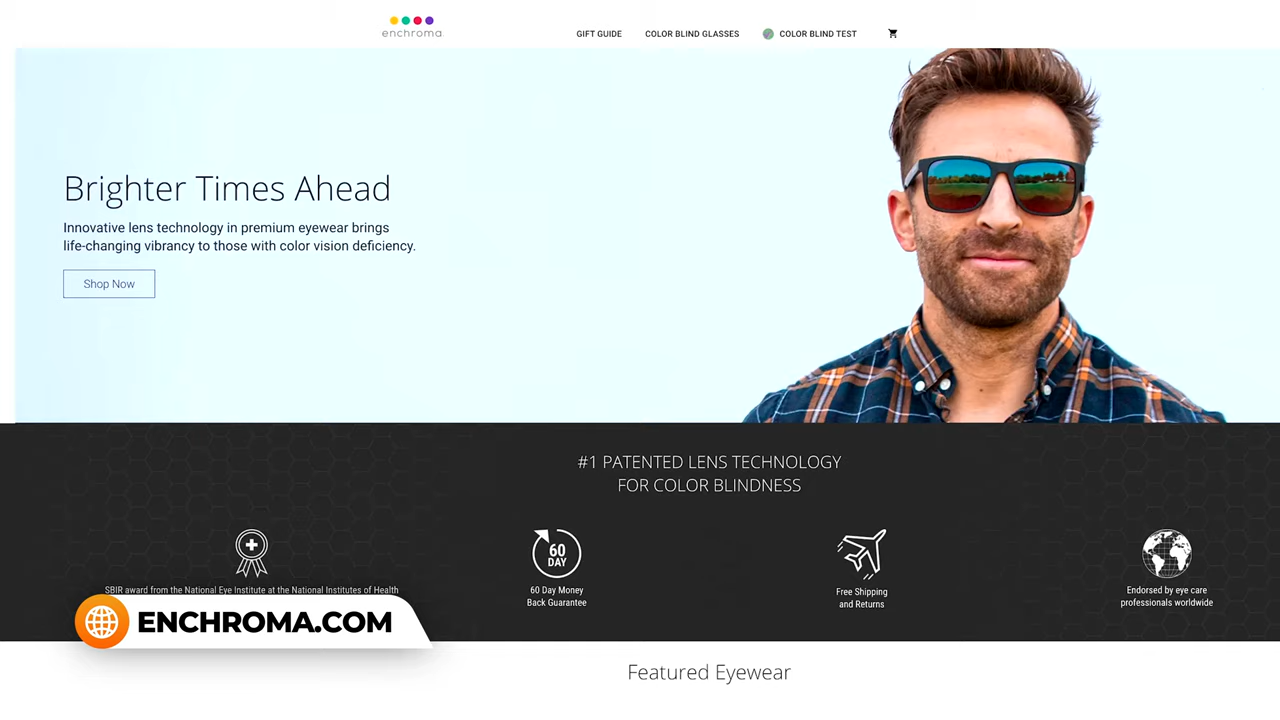 enchroma
GIFT GUIDE
COLOR BLIND GLASSES
COLOR BLIND TEST
Brighter Times Ahead
Innovative lens technology in premium eyewear brings
life-changing vibrancy to those with color vision deficiency.
Shop Now
#1 PATENTED LENS TECHNOLOGY
FOR COLOR BLINDNESS
SBIR award from the National Eye Institute at the National Institutes of Health
60
DAY
60 Day Money
Back Guarantee
Free Shipping
and Returns
Endorsed by eye care
professionals worldwide
ENCHROMA.COM
Featured Eyewear